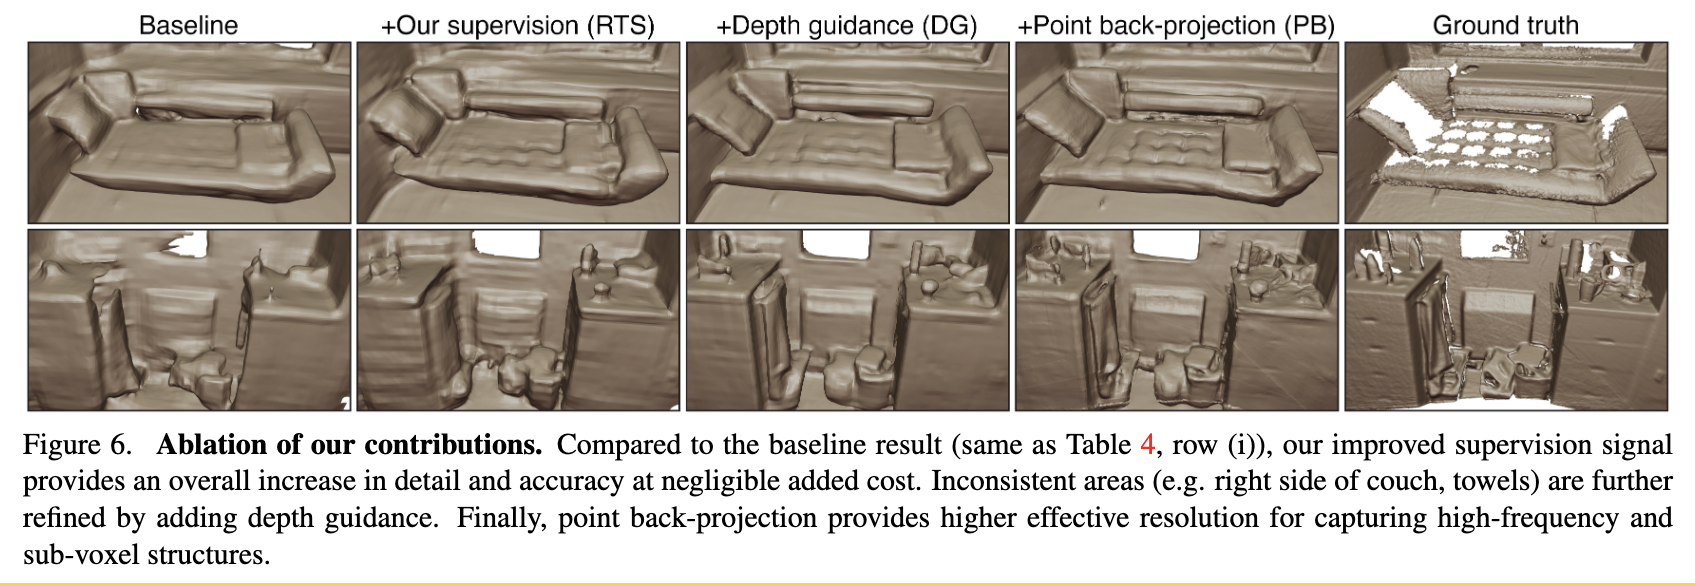 Baseline +Our supervision (RTS) +Depth guidance (DG) +Point back-projection (PB) Ground truth
Figure 6. Ablation of our contributions. Compared to the baseline result (same as Table 4, row (i)), our improved supervision signal
provides an overall increase in detail and accuracy at negligible added cost. Inconsistent areas (e.g. right side of couch, towels) are further
refined by adding depth guidance. Finally, point back-projection provides higher effective resolution for capturing high-frequency and
sub-voxel structures.